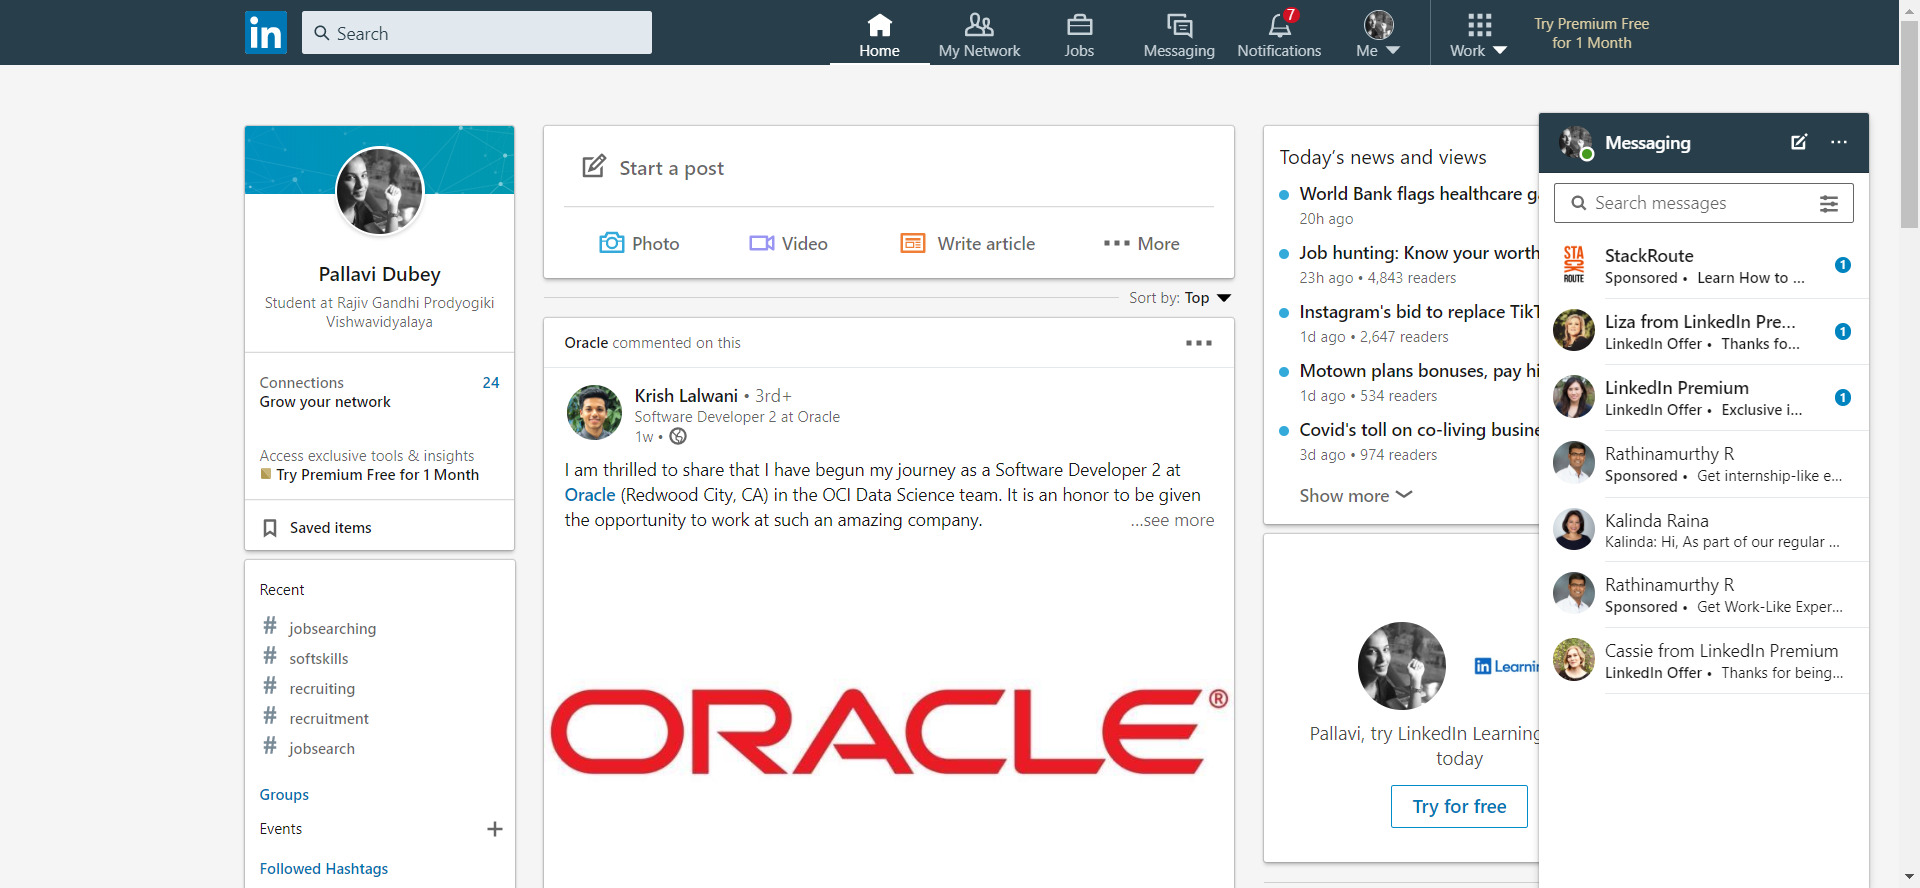 in
Search
Home
My Network
Jobs
Messaging
7
Notifications
Me
Work
Try Premium Free
for 1 Month
Pallavi Dubey
Student at Rajiv Gandhi Prodyogiki
Vishwavidyalaya
Connections 24
Grow your network
Access exclusive tools & insights
Try Premium Free for 1 Month
Saved items
Recent
# jobsearching
# softskills
# recruiting
# recruitment
# jobsearch
Groups
Events +
Followed Hashtags
Start a post
Photo
Video
Write article
More
Sort by: Top
Oracle commented on this
Krish Lalwani • 3rd+
Software Developer 2 at Oracle
1w •
I am thrilled to share that I have begun my journey as a Software Developer 2 at
Oracle (Redwood City, CA) in the OCI Data Science team. It is an honor to be given
the opportunity to work at such an amazing company. ...see more
ORACLE®
Today's news and views
World Bank flags healthcare g
20h ago
Job hunting: Know your worth
23h ago • 4,843 readers
Instagram's bid to replace TikT
1d ago • 2,647 readers
Motown plans bonuses, pay hi
1d ago • 534 readers
Covid's toll on co-living busine
3d ago • 974 readers
Show more
in Learnin
Pallavi, try LinkedIn Learning
today
Try for free
Messaging
Search messages
STACKROUTE
StackRoute
Sponsored • Learn How to ...
1
Liza from LinkedIn Pre...
LinkedIn Offer • Thanks fo...
1
LinkedIn Premium
LinkedIn Offer • Exclusive i...
1
Rathinamurthy R
Sponsored • Get internship-like e...
Kalinda Raina
Kalinda: Hi, As part of our regular ...
Rathinamurthy R
Sponsored • Get Work-Like Exper...
Cassie from LinkedIn Premium
LinkedIn Offer • Thanks for being...